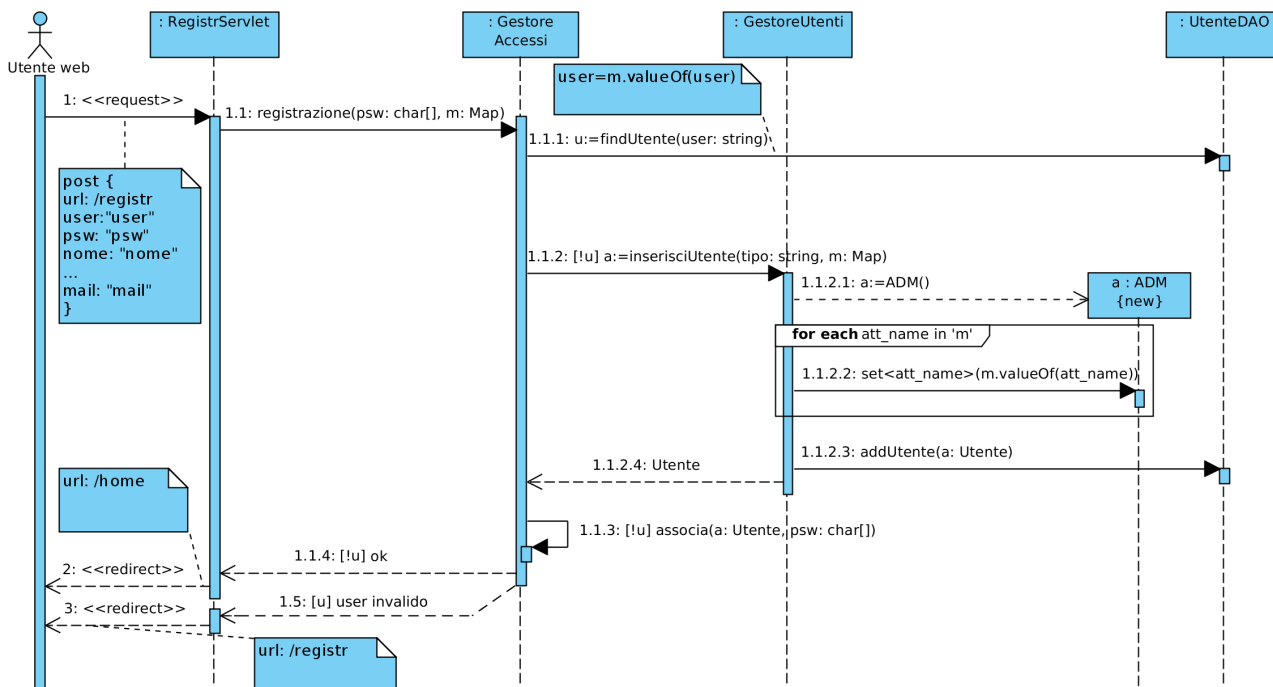 : RegistrServlet
: Gestore
Accessi
: GestoreUtenti
: UtenteDAO
Utente web
user=m.valueOf(user)
1: <<request>>
1.1: registrazione(psw: char[], m: Map)
1.1.1: u:=findUtente(user: string)
post {
url: /registr
user:"user"
psw: "psw"
nome: "nome"
...
mail: "mail"
}
1.1.2: [!u] a:=inserisciUtente(tipo: string, m: Map)
1.1.2.1: a:=ADM()
a : ADM
{new}
for each att_name in 'm'
1.1.2.2: set<att_name>(m.valueOf(att_name))
1.1.2.3: addUtente(a: Utente)
1.1.2.4: Utente
url: /home
1.1.3: [!u] associa(a: Utente, psw: char[])
1.1.4: [!u] ok
2: <<redirect>>
1.5: [u] user invalido
3: <<redirect>>
url: /registr